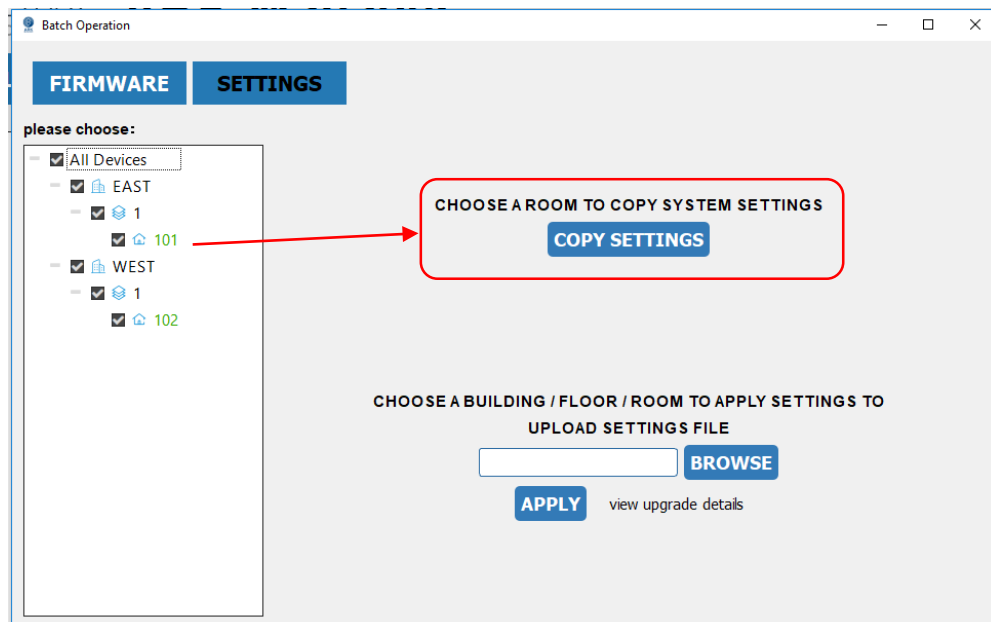 Batch Operation
FIRMWARE SETTINGS
please choose:
All Devices
EAST
1
101
WEST
1
102
CHOOSE A ROOM TO COPY SYSTEM SETTINGS
COPY SETTINGS
CHOOSE A BUILDING / FLOOR / ROOM TO APPLY SETTINGS TO
UPLOAD SETTINGS FILE
BROWSE
APPLY view upgrade details